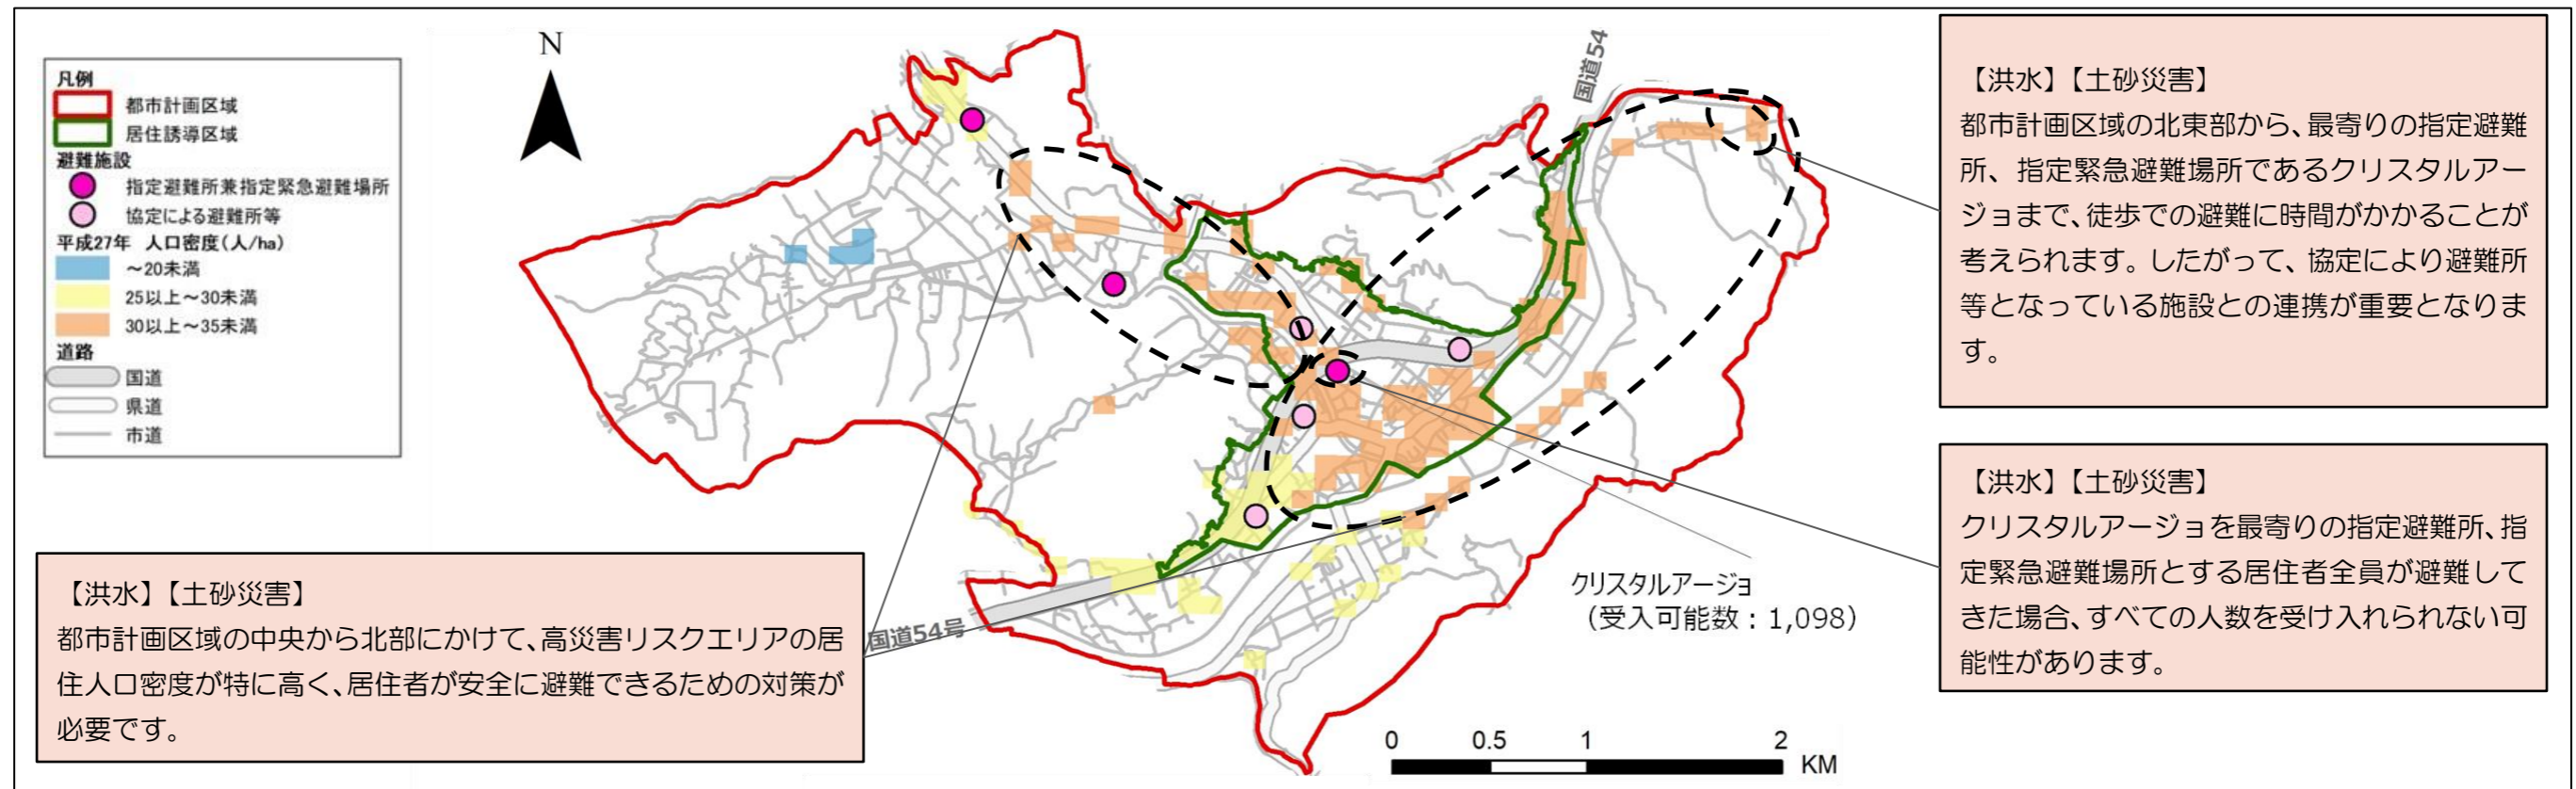 N
凡例
都市計画区域
居住誘導区域
避難施設
指定避難所兼指定緊急避難場所
協定による避難所等
平成27年 人口密度(人/ha)
～20未満
25以上～30未満
30以上～35未満
道路
国道
県道
市道
国道54
【洪水】【土砂災害】
都市計画区域の北東部から、最寄りの指定避難
所、指定緊急避難場所であるクリスタルアー
ジョまで、徒歩での避難に時間がかかることが
考えられます。したがって、協定により避難所
等となっている施設との連携が重要となりま
す。
【洪水】【土砂災害】
クリスタルアージョを最寄りの指定避難所、指
定緊急避難場所とする居住者全員が避難して
きた場合、すべての人数を受け入れられない可
能性があります。
【洪水】【土砂災害】
都市計画区域の中央から北部にかけて、高災害リスクエリアの居
住人口密度が特に高く、居住者が安全に避難できるための対策が
必要です。
国道54号
クリスタルアージョ
（受入可能数：1,098）
0 0.5 1 2
KM